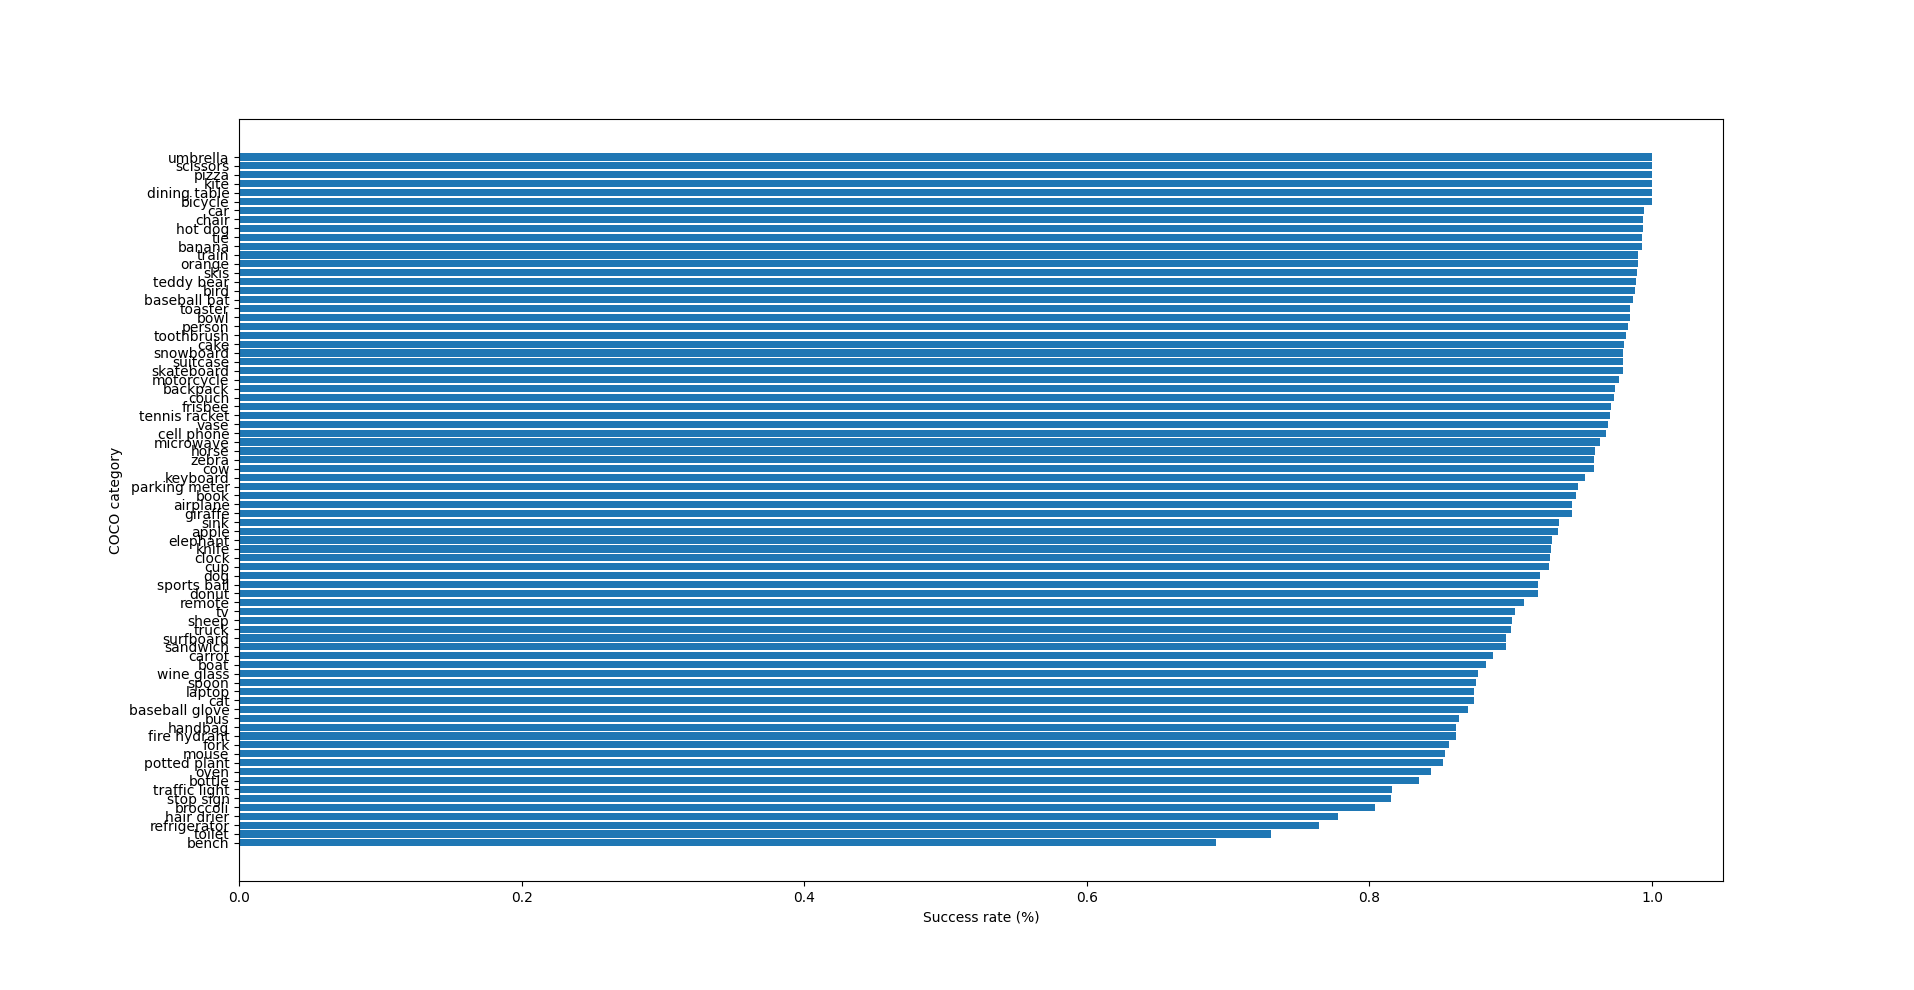 umbrella
scissors
pizza
kite
dining table
bicycle
car
chair
hot dog
tie
banana
train
orange
skis
teddy bear
bird
baseball bat
toaster
bowl
person
toothbrush
cake
snowboard
suitcase
skateboard
motorcycle
backpack
couch
frisbee
tennis racket
vase
cell phone
microwave
horse
zebra
cow
keyboard
parking meter
book
airplane
giraffe
sink
apple
elephant
knife
clock
cup
dog
sports ball
donut
remote
tv
sheep
truck
surfboard
sandwich
carrot
boat
wine glass
spoon
laptop
cat
baseball glove
bus
handbag
fire hydrant
fork
mouse
potted plant
oven
bottle
traffic light
stop sign
broccoli
hair drier
refrigerator
toilet
bench
COCO category
0.0 0.2 0.4 0.6 0.8 1.0
Success rate (%)